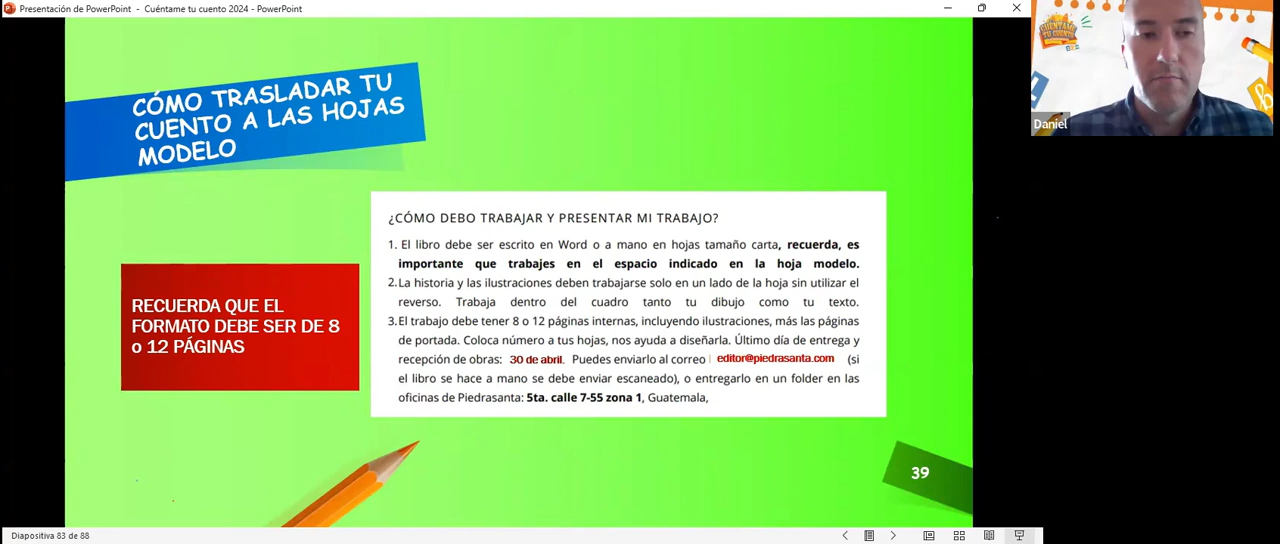 Presentación de PowerPoint - Cuéntame tu cuento 2024 - PowerPoint
CUÉNTAME
TU CUENTO
Daniel
CÓMO TRASLADAR TU
CUENTO A LAS HOJAS
MODELO
RECUERDA QUE EL
FORMATO DEBE SER DE 8
o 12 PÁGINAS
¿CÓMO DEBO TRABAJAR Y PRESENTAR MI TRABAJO?
1. El libro debe ser escrito en Word o a mano en hojas tamaño carta, recuerda, es
importante que trabajes en el espacio indicado en la hoja modelo.
2.La historia y las ilustraciones deben trabajarse solo en un lado de la hoja sin utilizar el
reverso. Trabaja dentro del cuadro tanto tu dibujo como tu texto.
3.El trabajo debe tener 8 o 12 páginas internas, incluyendo ilustraciones, más las páginas
de portada. Coloca número a tus hojas, nos ayuda a diseñarla. Último día de entrega y
recepción de obras: 30 de abril. Puedes enviarlo al correo editor@piedrasanta.com (si
el libro se hace a mano se debe enviar escaneado), o entregarlo en un folder en las
oficinas de Piedrasanta: 5ta. calle 7-55 zona 1, Guatemala,
39
Diapositiva 83 de 88